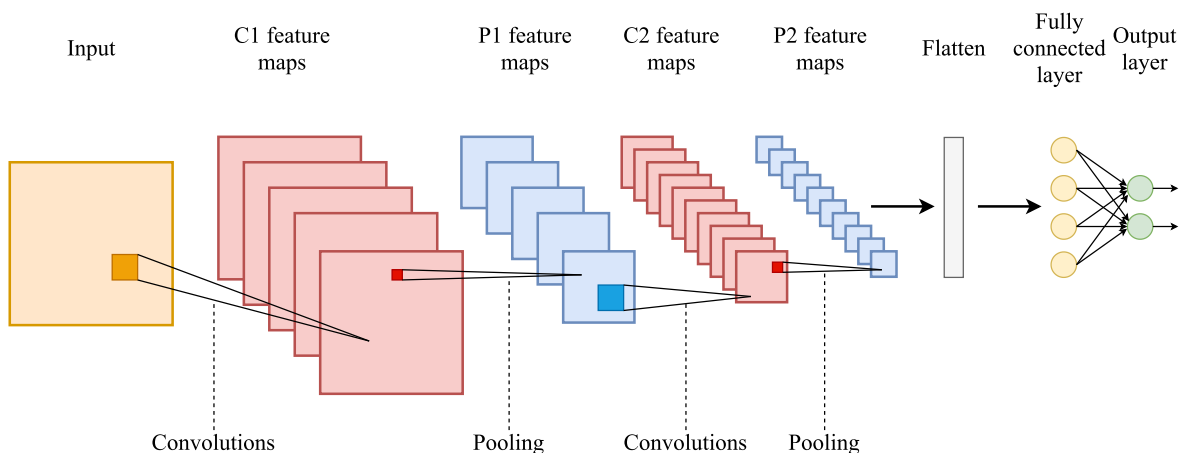 Input
C1 feature
maps
P1 feature
maps
C2 feature
maps
P2 feature
maps
Flatten
Fully
connected
layer
Output
layer
Convolutions
Pooling
Convolutions
Pooling